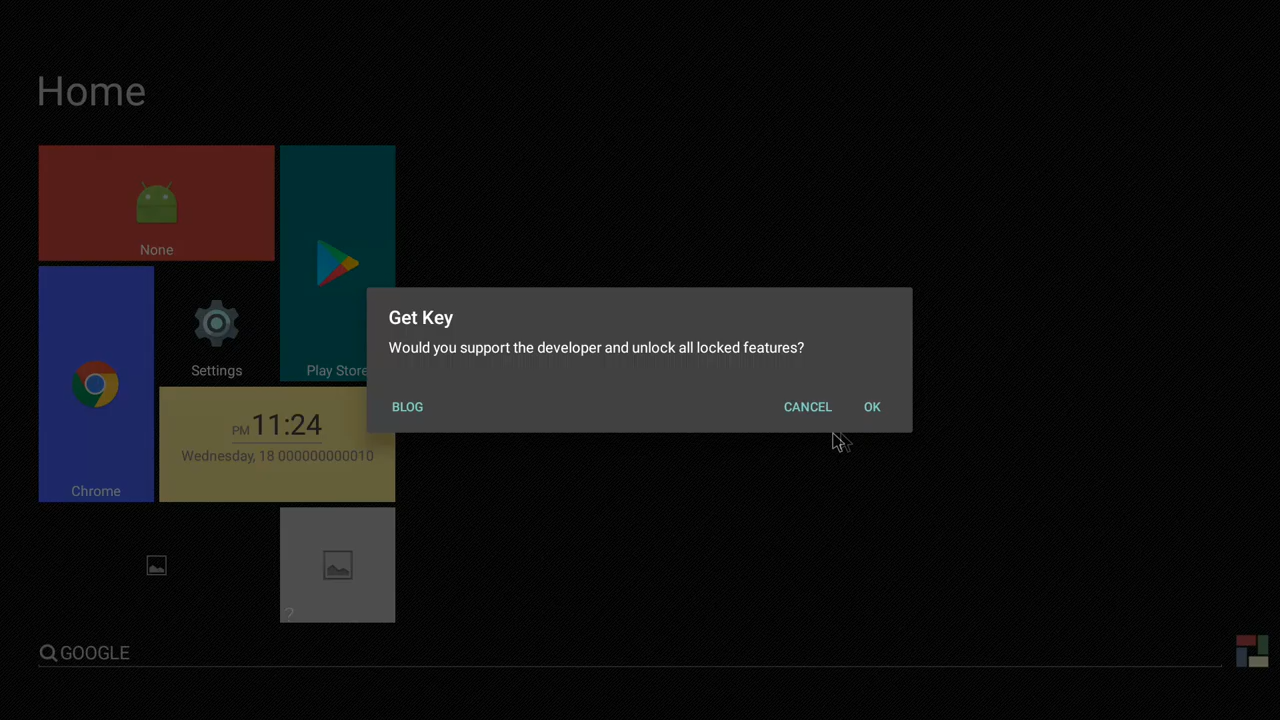 Home
None
Play Store
Settings
Chrome
PM 11:24
Wednesday, 18 000000000010
?
Get Key
Would you support the developer and unlock all locked features?
BLOG
CANCEL
OK
GOOGLE